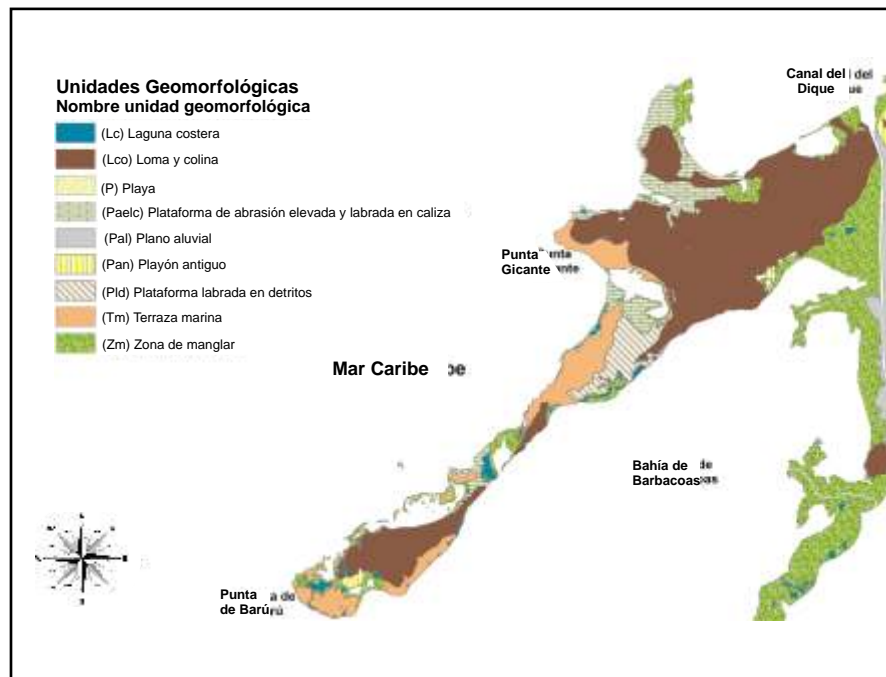 Unidades Geomorfológicas
Nombre unidad geomorfológica
(Lc) Laguna costera
(Lco) Loma y colina
(P) Playa
(Paelc) Plataforma de abrasión elevada y labrada en caliza
(Pal) Plano aluvial
(Pan) Playón antiguo
(Pld) Plataforma labrada en detritos
(Tm) Terraza marina
(Zm) Zona de manglar
Canal del
Dique
Punta
Gicante
Mar Caribe
Bahía de
Barbacoas
Punta
de Barú